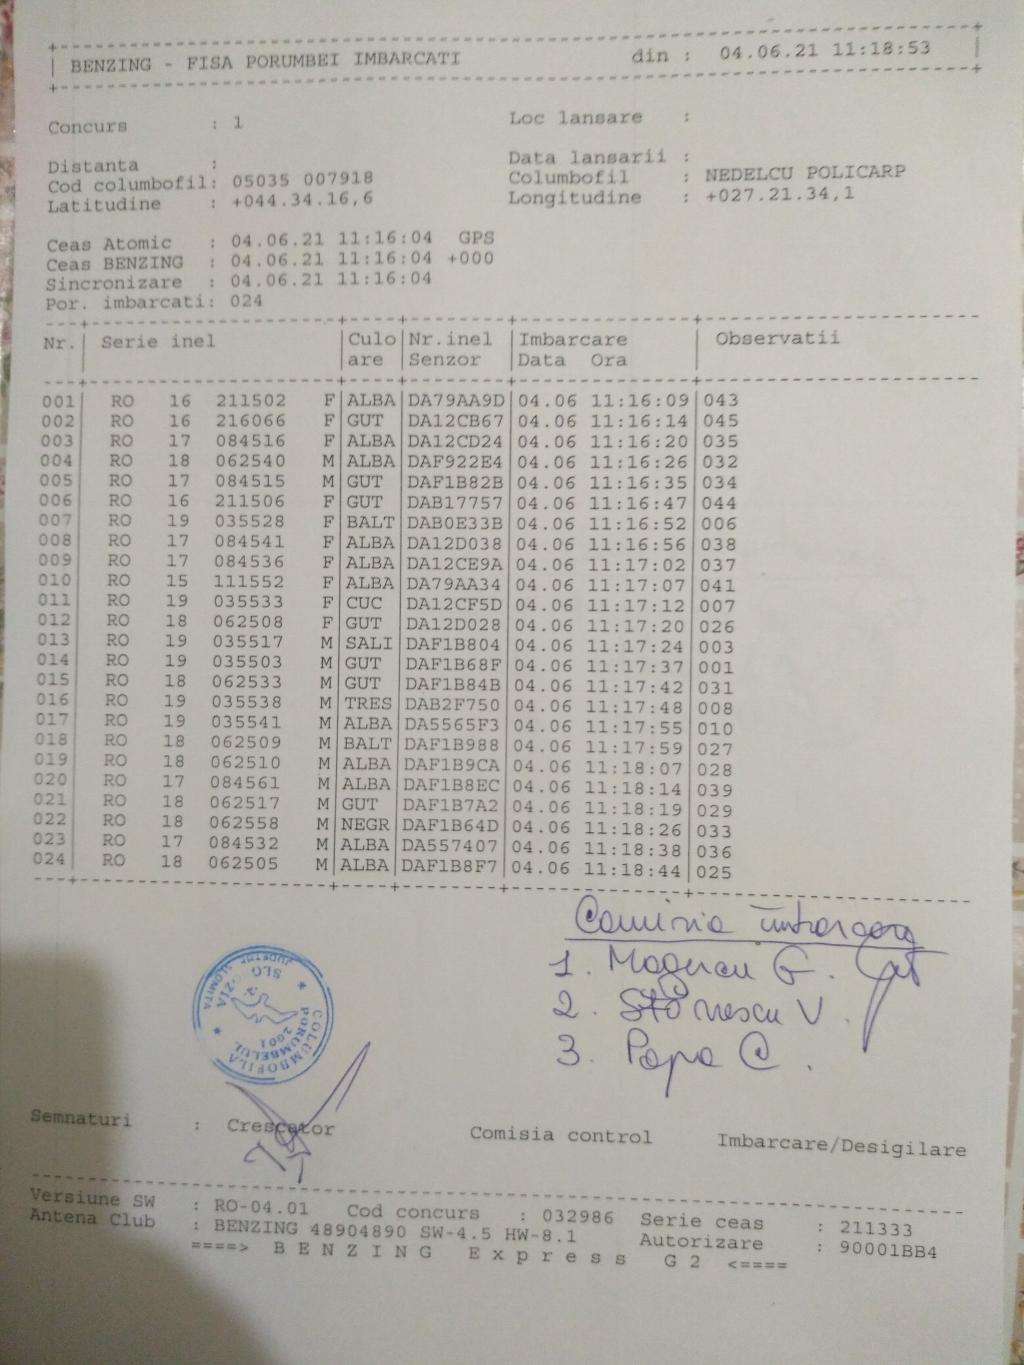 BENZING - FISA PORUMBEI IMBARCATI din : 04.06.21 11:18:53
Concurs : 1 Loc lansare :
Distanta : Data lansarii :
Cod columbofil: 05035 007918 Columbofil : NEDELCU POLICARP
Latitudine : +044.34.16,6 Longitudine : +027.21.34,1
Ceas Atomic : 04.06.21 11:16:04 GPS
Ceas BENZING : 04.06.21 11:16:04 +000
Sincronizare : 04.06.21 11:16:04
Por. imbarcati: 024
Nr. Serie inel Culo Nr.inel Imbarcare Observatii
are Senzor Data Ora
001 RO 16 211502 F ALBA DA79AA9D 04.06 11:16:09 043
002 RO 16 216066 F GUT DA12CB67 04.06 11:16:14 045
003 RO 17 084516 F ALBA DA12CD24 04.06 11:16:20 035
004 RO 18 062540 M ALBA DAF922E4 04.06 11:16:26 032
005 RO 17 084515 M GUT DAF1B82B 04.06 11:16:35 034
006 RO 16 211506 F GUT DAB17757 04.06 11:16:47 044
007 RO 19 035528 F BALT DAB0E33B 04.06 11:16:52 006
008 RO 17 084541 F ALBA DA12D038 04.06 11:16:56 038
009 RO 17 084536 F ALBA DA12CE9A 04.06 11:17:02 037
010 RO 15 111552 F ALBA DA79AA34 04.06 11:17:07 041
011 RO 19 035533 F CUC DA12CF5D 04.06 11:17:12 007
012 RO 18 062508 F GUT DA12D028 04.06 11:17:20 026
013 RO 19 035517 M SALI DAF1B804 04.06 11:17:24 003
014 RO 19 035503 M GUT DAF1B68F 04.06 11:17:37 001
015 RO 18 062533 M GUT DAF1B84B 04.06 11:17:42 031
016 RO 19 035538 M TRES DAB2F750 04.06 11:17:48 008
017 RO 19 035541 M ALBA DA5565F3 04.06 11:17:55 010
018 RO 18 062509 M BALT DAF1B988 04.06 11:17:59 027
019 RO 18 062510 M ALBA DAF1B9CA 04.06 11:18:07 028
020 RO 17 084561 M ALBA DAF1B8EC 04.06 11:18:14 039
021 RO 18 062517 M GUT DAF1B7A2 04.06 11:18:19 029
022 RO 18 062558 M NEGR DAF1B64D 04.06 11:18:26 033
023 RO 17 084532 M ALBA DA557407 04.06 11:18:38 036
024 RO 18 062505 M ALBA DAF1B8F7 04.06 11:18:44 025
1.
2. V.
3. Popa C.
COLUMBOFILA
PORUMBELUL
2001
SLO
Semnaturi : Crescator Comisia control Imbarcare/Desigilare
Versiune SW : RO-04.01 Cod concurs : 032986 Serie ceas : 211333
Antena Club : BENZING 48904890 SW-4.5 HW-8.1 Autorizare : 90001BB4
====> B E N Z I N G E x p r e s s G 2 <====